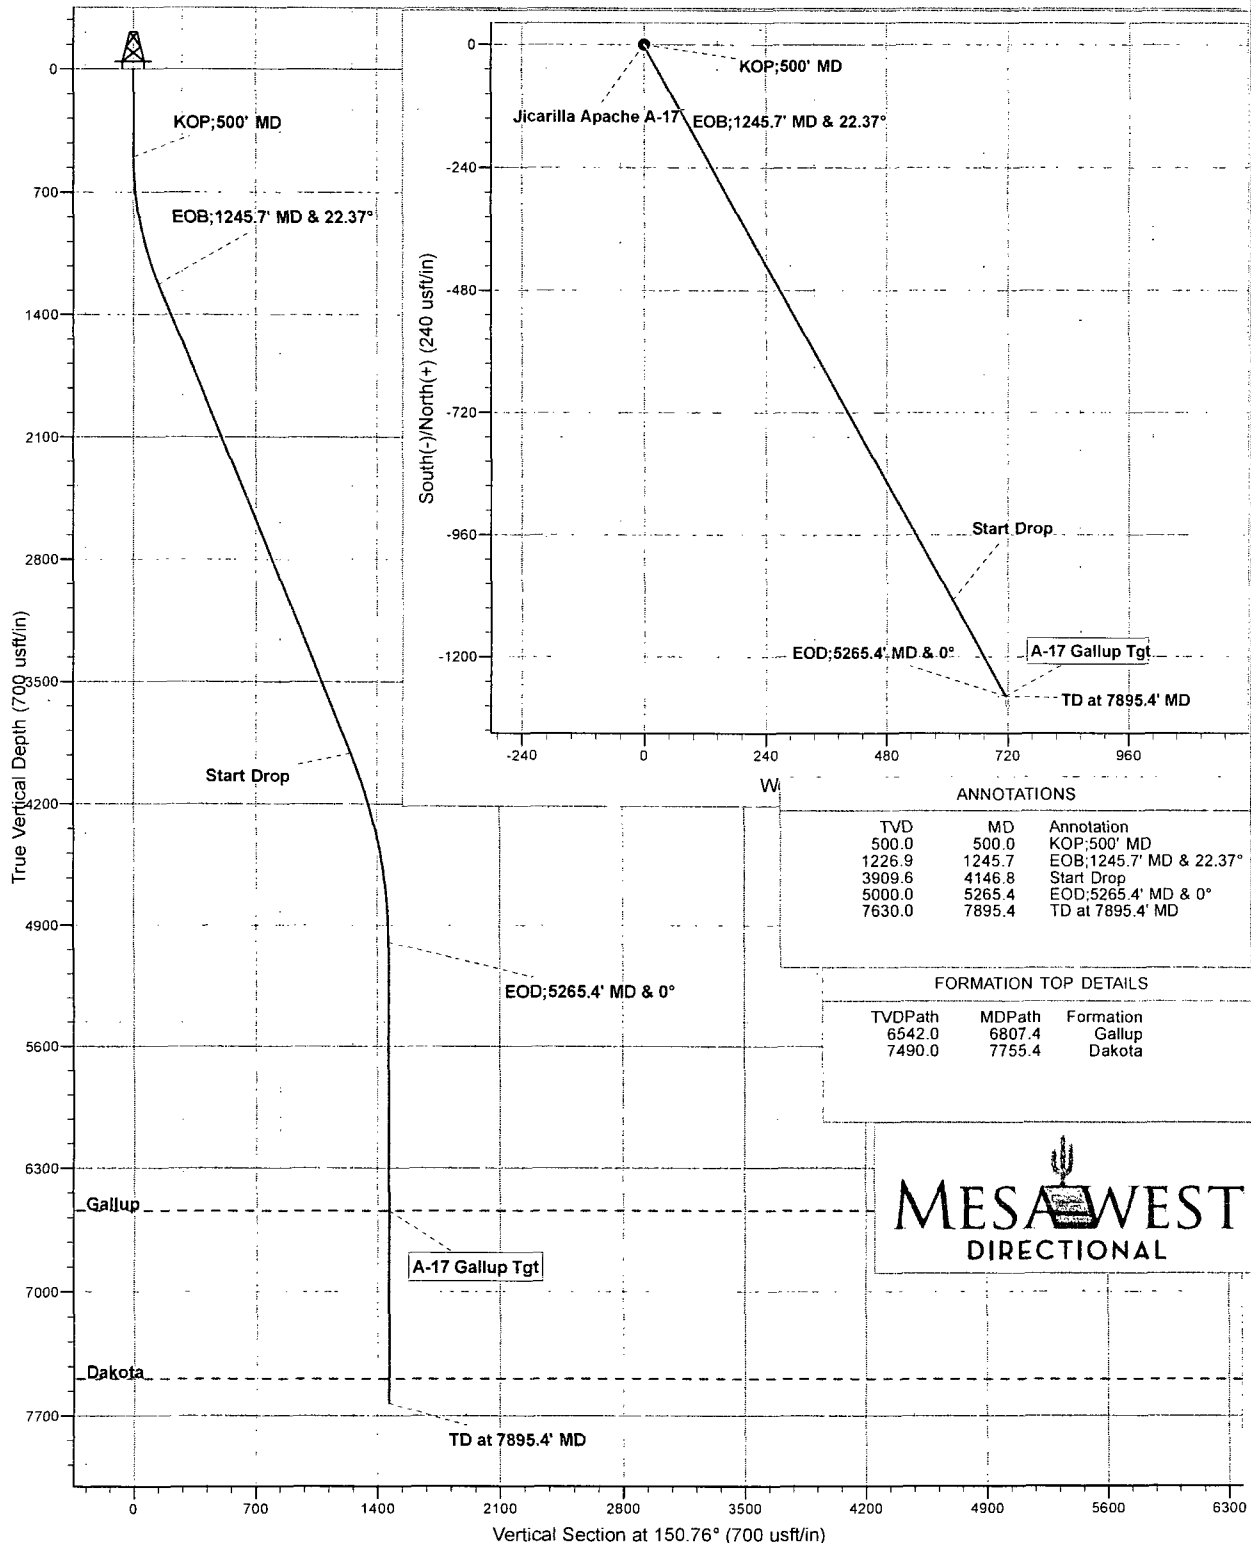 True Vertical Depth (700 usft/in)
0
700
1400
2100
2800
3500
4200
4900
5600
6300
7000
7700
KOP;500' MD
EOB;1245.7' MD & 22.37°
Start Drop
EOD;5265.4' MD & 0°
Gallup
A-17 Gallup Tgt
Dakota
TD at 7895.4' MD
0
700
1400
2100
2800
3500
4200
4900
5600
6300
Vertical Section at 150.76° (700 usft/in)
South(-)/North(+) (240 usft/in)
0
-240
-480
-720
-960
-1200
KOP;500' MD
Jicarilla Apache A-17
EOB;1245.7' MD & 22.37°
Start Drop
EOD;5265.4' MD & 0°
A-17 Gallup Tgt
TD at 7895.4' MD
-240
0
240
480
720
960
ANNOTATIONS
TVD MD Annotation
500.0 500.0 KOP;500' MD
1226.9 1245.7 EOB;1245.7' MD & 22.37°
3909.6 4146.8 Start Drop
5000.0 5265.4 EOD;5265.4' MD & 0°
7630.0 7895.4 TD at 7895.4' MD
FORMATION TOP DETAILS
TVDPath MDPath Formation
6542.0 6807.4 Gallup
7490.0 7755.4 Dakota
MESA WEST
DIRECTIONAL